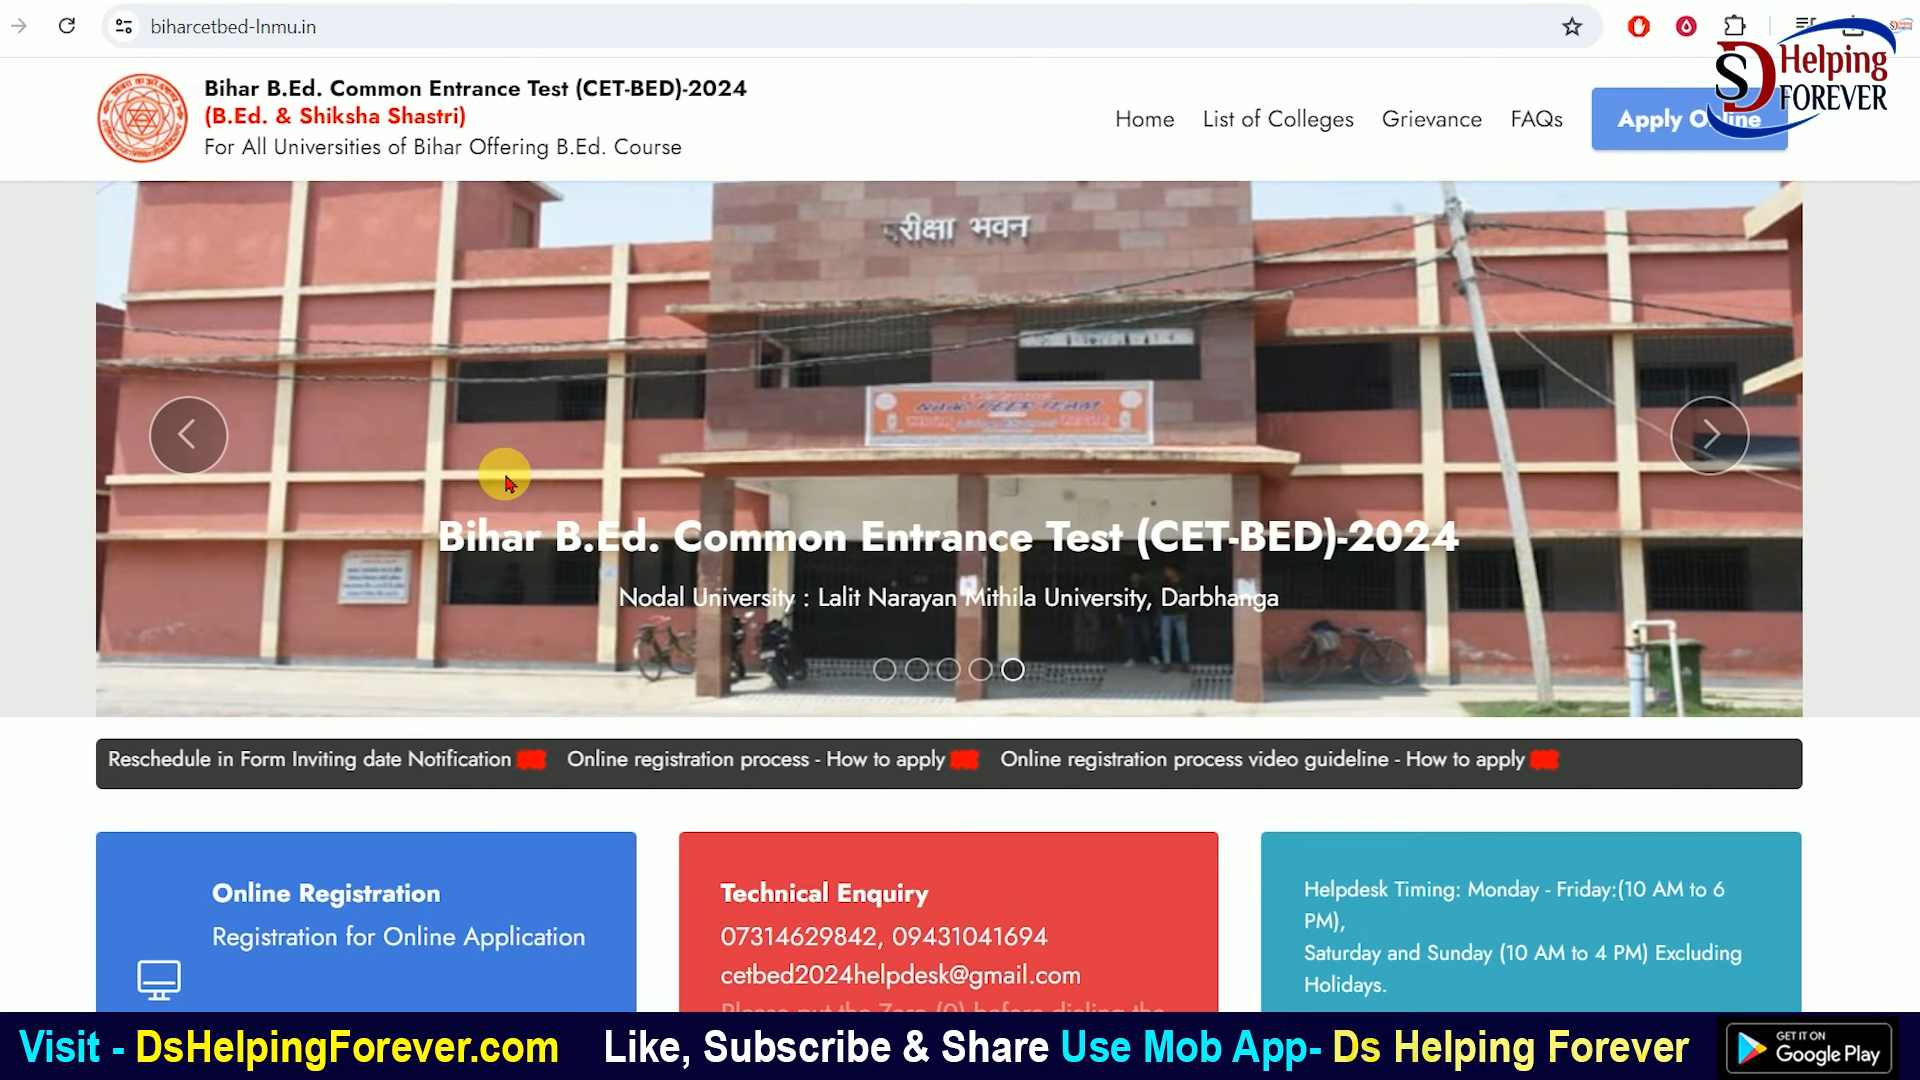 biharcetbed-lnmu.in
SD Helping
FOREVER
Bihar B.Ed. Common Entrance Test (CET-BED)-2024
(B.Ed. & Shiksha Shastri)
For All Universities of Bihar Offering B.Ed. Course
Home List of Colleges Grievance FAQs Apply Online
रीक्षा भवन
Bihar B.Ed. Common Entrance Test (CET-BED)-2024
Nodal University : Lalit Narayan Mithila University, Darbhanga
Reschedule in Form Inviting date Notification Online registration process - How to apply Online registration process video guideline - How to apply
Online Registration
Registration for Online Application
Technical Enquiry
07314629842, 09431041694
cetbed2024helpdesk@gmail.com
Please put the Zero (0) before dialing the
Helpdesk Timing: Monday - Friday:(10 AM to 6
PM),
Saturday and Sunday (10 AM to 4 PM) Excluding
Holidays.
Visit - DsHelpingForever.com Like, Subscribe & Share Use Mob App- Ds Helping Forever
GET IT ON
Google Play